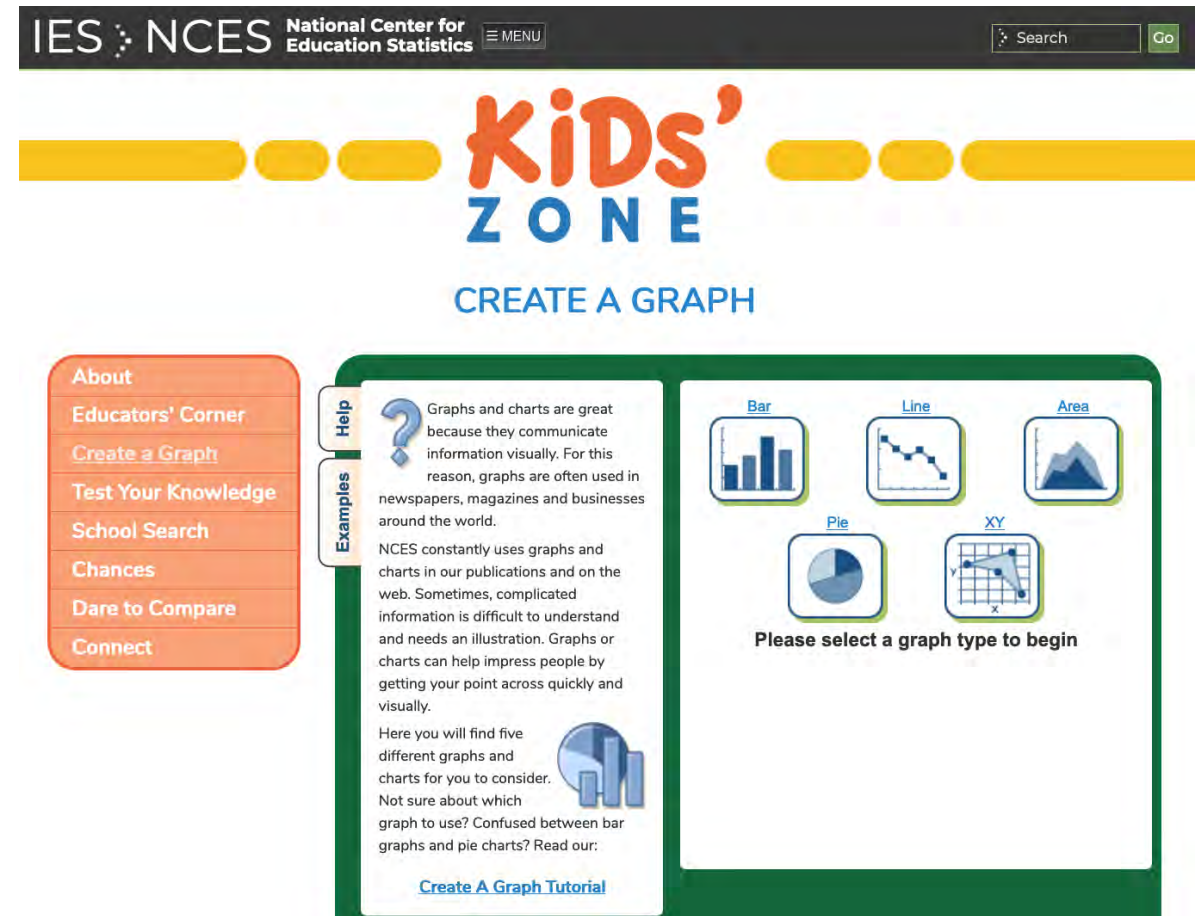 IES NCES National Center for
Education Statistics
☰ MENU
Search
Go
KiDS'
ZONE
CREATE A GRAPH
About
Educators' Corner
Create a Graph
Test Your Knowledge
School Search
Chances
Dare to Compare
Connect
Help
Examples
Graphs and charts are great
because they communicate
information visually. For this
reason, graphs are often used in
newspapers, magazines and businesses
around the world.
NCES constantly uses graphs and
charts in our publications and on the
web. Sometimes, complicated
information is difficult to understand
and needs an illustration. Graphs or
charts can help impress people by
getting your point across quickly and
visually.
Here you will find five
different graphs and
charts for you to consider.
Not sure about which
graph to use? Confused between bar
graphs and pie charts? Read our:
Create A Graph Tutorial
Bar
Line
Area
Pie
XY
y
x
Please select a graph type to begin